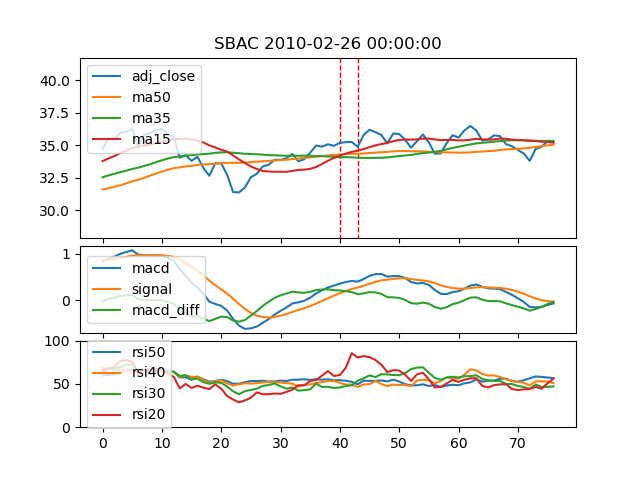 SBAC 2010-02-26 00:00:00
40.0
37.5
35.0
32.5
30.0
adj_close
ma50
ma35
ma15
1
0
macd
signal
macd_diff
100
50
0
rsi50
rsi40
rsi30
rsi20
0 10 20 30 40 50 60 70